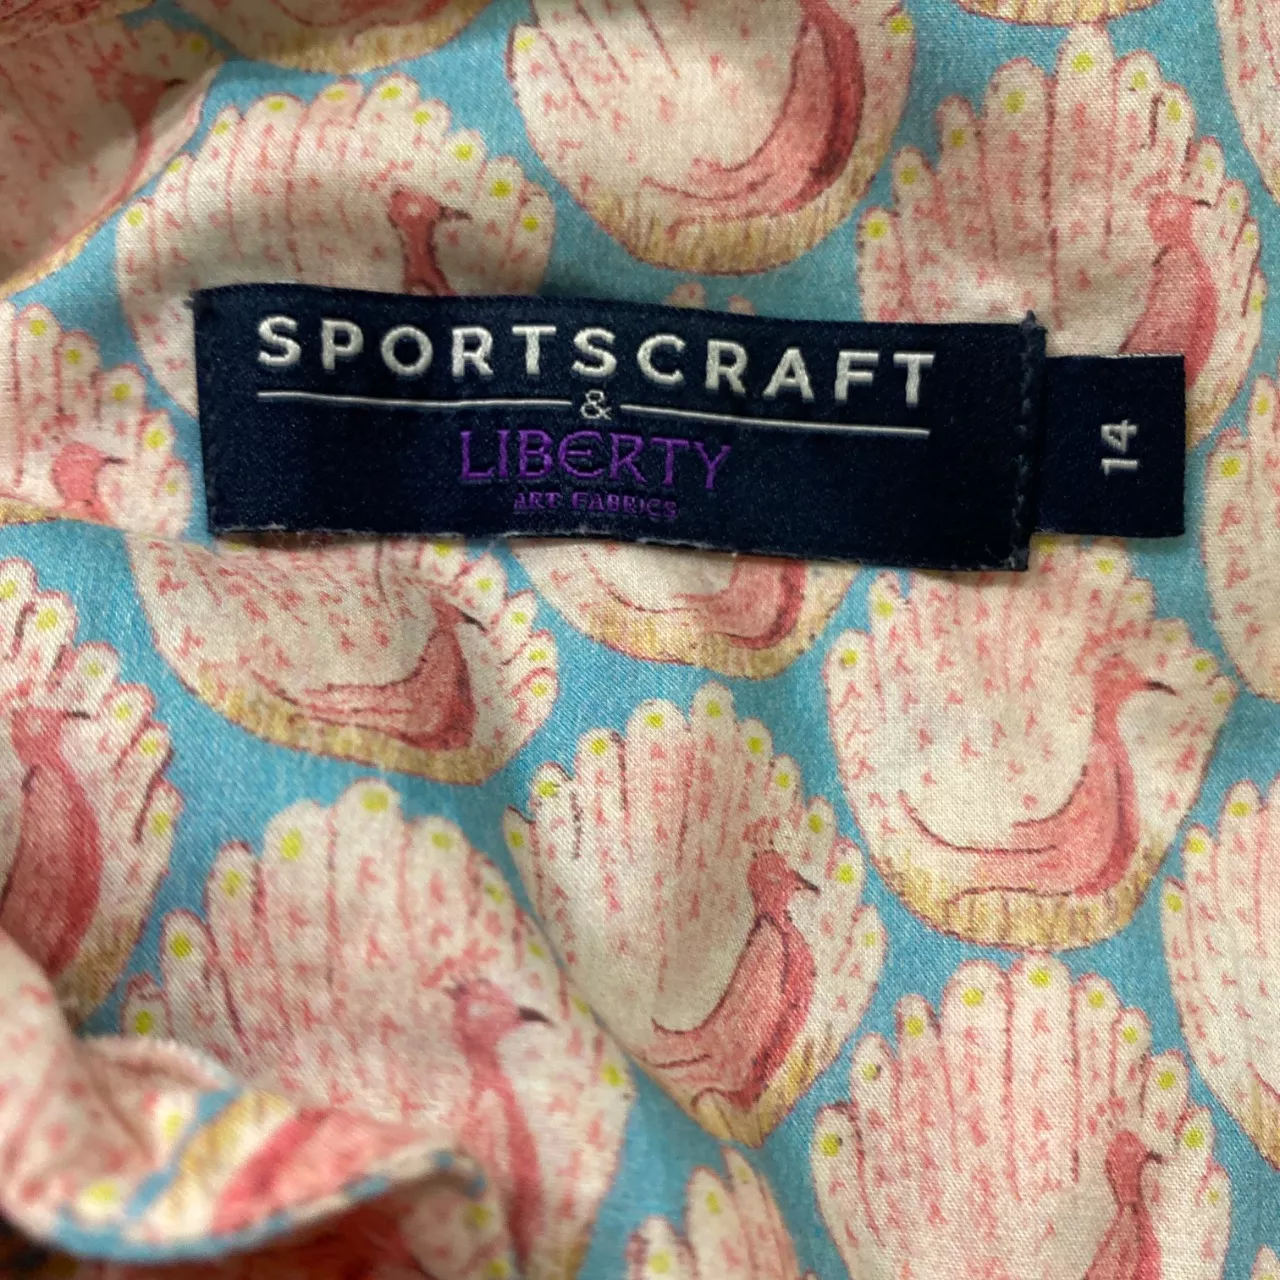 SPORTSCRAFT
&
LIBERTY
ART FABRICS
14